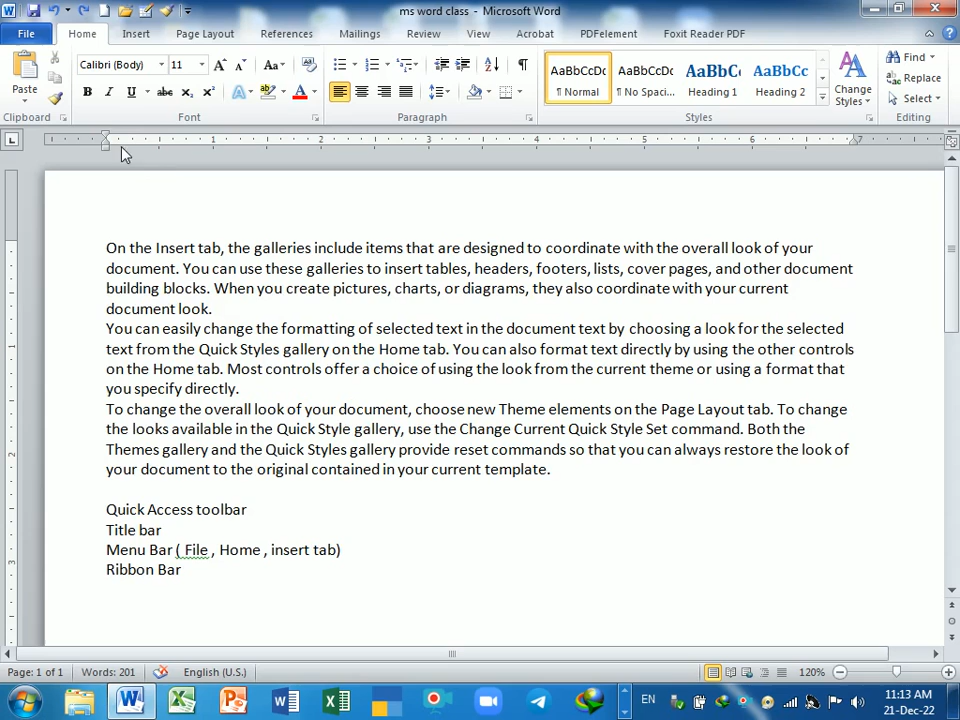 ms word class - Microsoft Word
File Home Insert Page Layout References Mailings Review View PDFelement Acrobat Foxit Reader PDF
Calibri (Body) 11
Paste
AaBbCcDc AaBbCcDc AaBbCc AaBbCc
¶ Normal ¶ No Spaci... Heading 1 Heading 2
Change Styles
Find
Replace
Select
Clipboard Font Paragraph Styles Editing
1 2 3 4 5 6 7
On the Insert tab, the galleries include items that are designed to coordinate with the overall look of your
document. You can use these galleries to insert tables, headers, footers, lists, cover pages, and other document
building blocks. When you create pictures, charts, or diagrams, they also coordinate with your current
document look.
You can easily change the formatting of selected text in the document text by choosing a look for the selected
text from the Quick Styles gallery on the Home tab. You can also format text directly by using the other controls
on the Home tab. Most controls offer a choice of using the look from the current theme or using a format that
you specify directly.
To change the overall look of your document, choose new Theme elements on the Page Layout tab. To change
the looks available in the Quick Style gallery, use the Change Current Quick Style Set command. Both the
Themes gallery and the Quick Styles gallery provide reset commands so that you can always restore the look of
your document to the original contained in your current template.
Quick Access toolbar
Title bar
Menu Bar ( File , Home , insert tab)
Ribbon Bar
Page: 1 of 1 Words: 201 English (U.S.) 120%
EN 11:13 AM
21-Dec-22